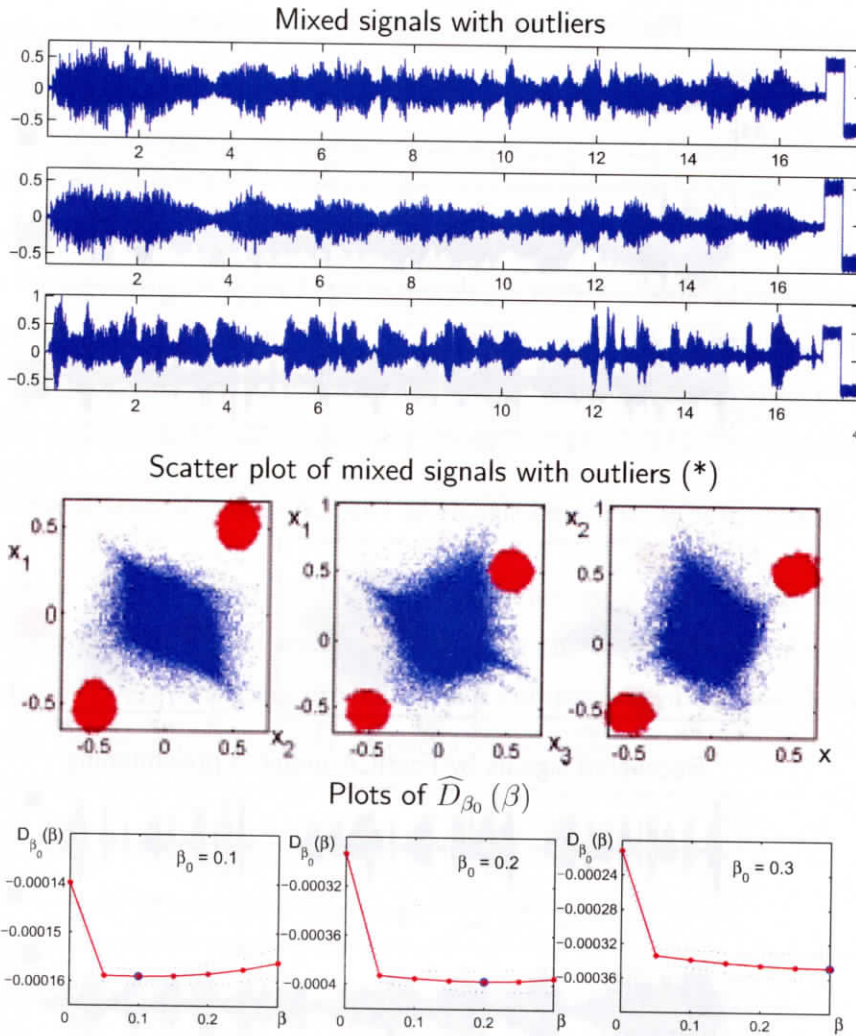 Mixed signals with outliers
0.5
0
−0.5
2 4 6 8 10 12 14 16
0.5
0
−0.5
2 4 6 8 10 12 14 16
1
0.5
0
−0.5
2 4 6 8 10 12 14 16
Scatter plot of mixed signals with outliers (*)
x1 0.5 0 -0.5
-0.5 0 0.5 x2
1 x1 0.5 0 -0.5
-0.5 0 0.5 x3
1 x2 0.5 0 -0.5
-0.5 0 0.5 x
Plots of D̂β₀ (β)
Dβ₀(β)
β₀ = 0.1
−0.00014
−0.00015
−0.00016
0 0.2 β
Dβ₀(β)
β₀ = 0.2
−0.00032
−0.00036
−0.0004
0 0.2 β
Dβ₀(β)
β₀ = 0.3
−0.00024
−0.00028
−0.00032
−0.00036
0 0.2 β